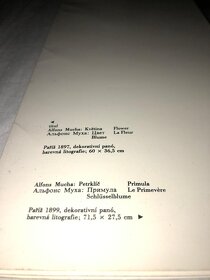 Alfons Mucha: Květina Flower
Альфонс Муха: Цвет La Fleur
Blume
Paříž 1897, dekorativní panó,
barevná litografie; 60 × 36,5 cm
Alfons Mucha: Petrklíč Primula
Альфонс Муха: Примула Le Primevère
Schlüsselblume
Paříž 1899, dekorativní panó,
barevná litografie; 71,5 × 27,5 cm ►